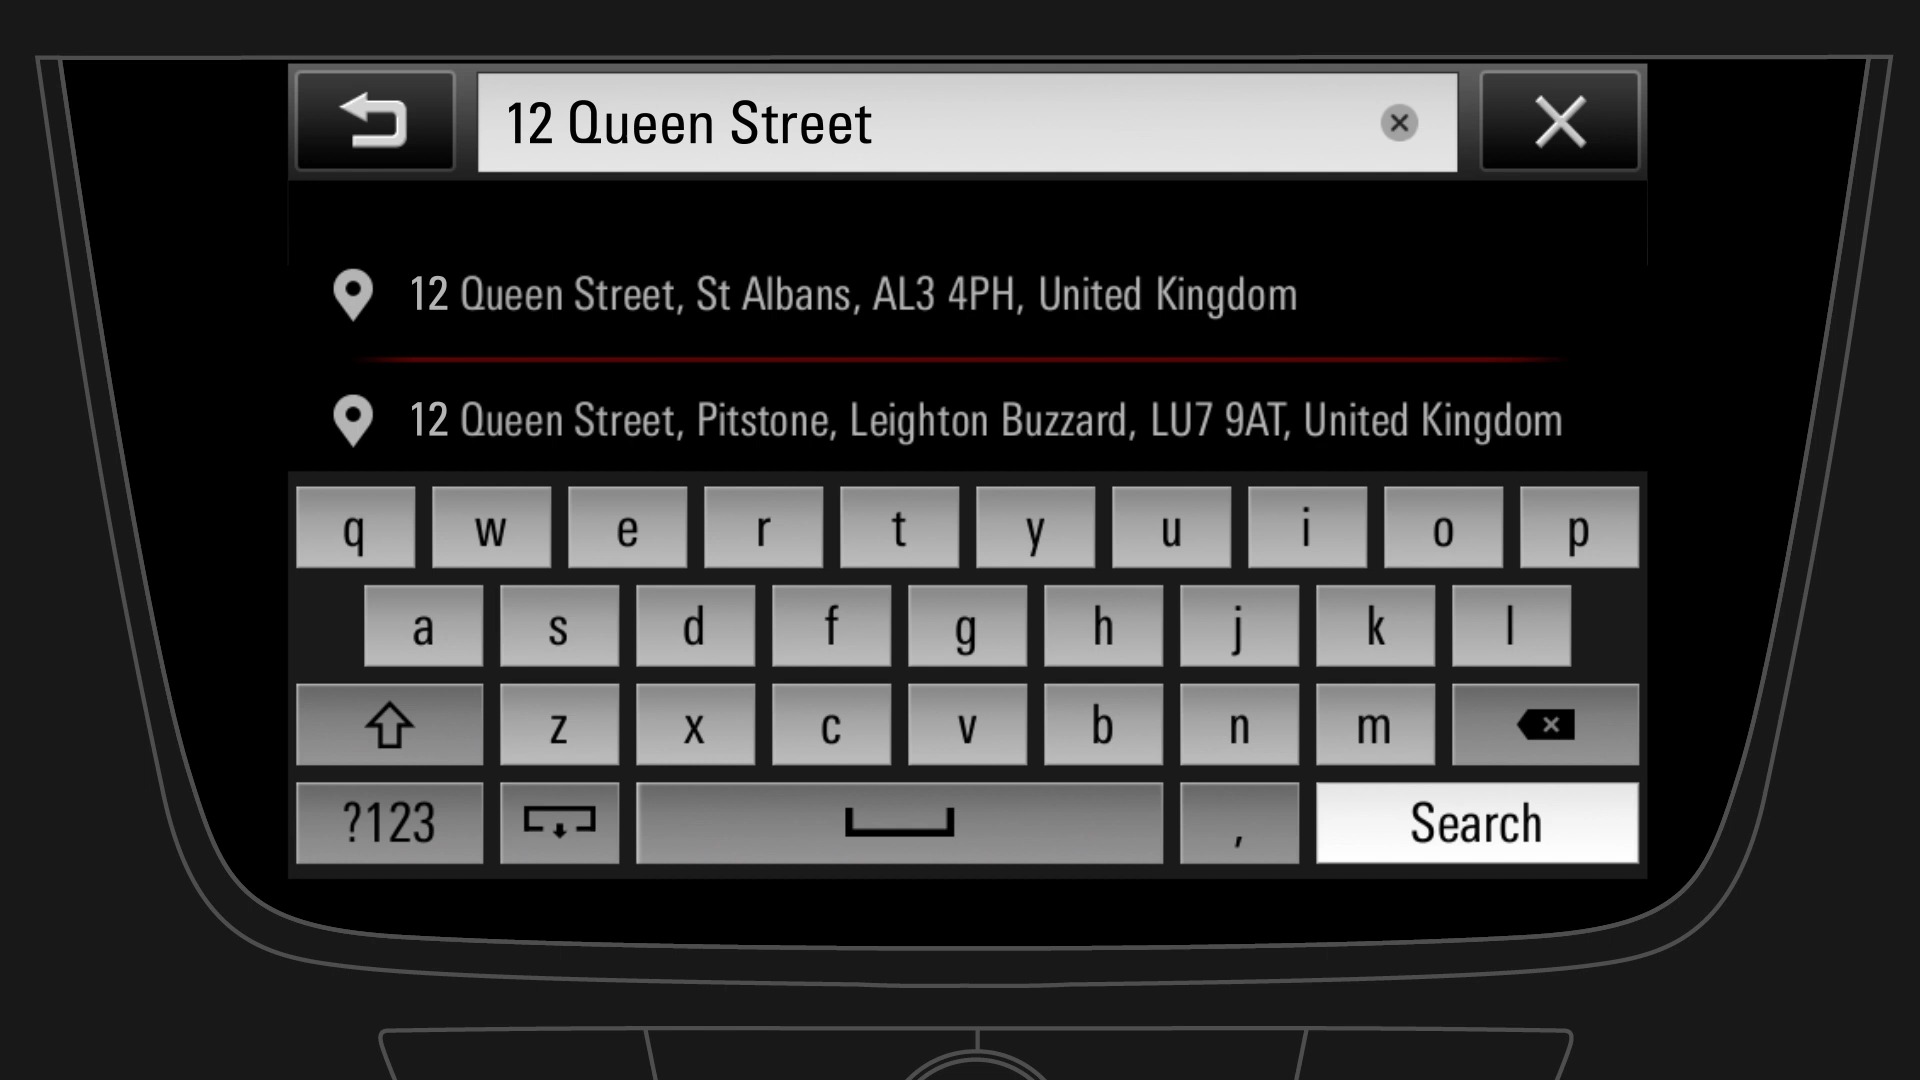 12 Queen Street
12 Queen Street, St Albans, AL3 4PH, United Kingdom
12 Queen Street, Pitstone, Leighton Buzzard, LU7 9AT, United Kingdom
q w e r t y u i o p
a s d f g h j k l
z x c v b n m
?123 , Search